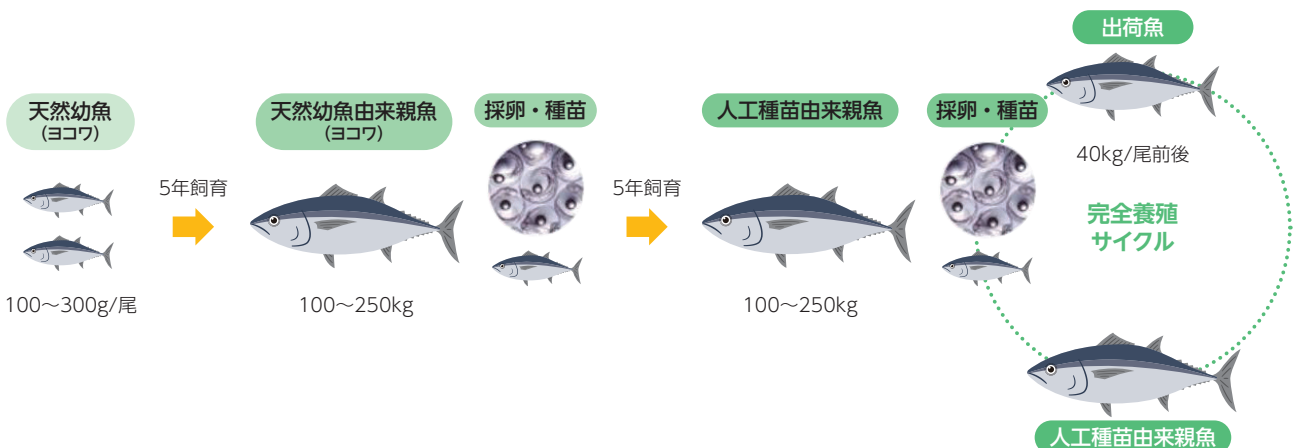 天然幼魚
(ヨコワ)
100〜300g/尾
5年飼育
天然幼魚由来親魚
(ヨコワ)
100〜250kg
採卵・種苗
5年飼育
人工種苗由来親魚
100〜250kg
採卵・種苗
出荷魚
40kg/尾前後
完全養殖
サイクル
人工種苗由来親魚